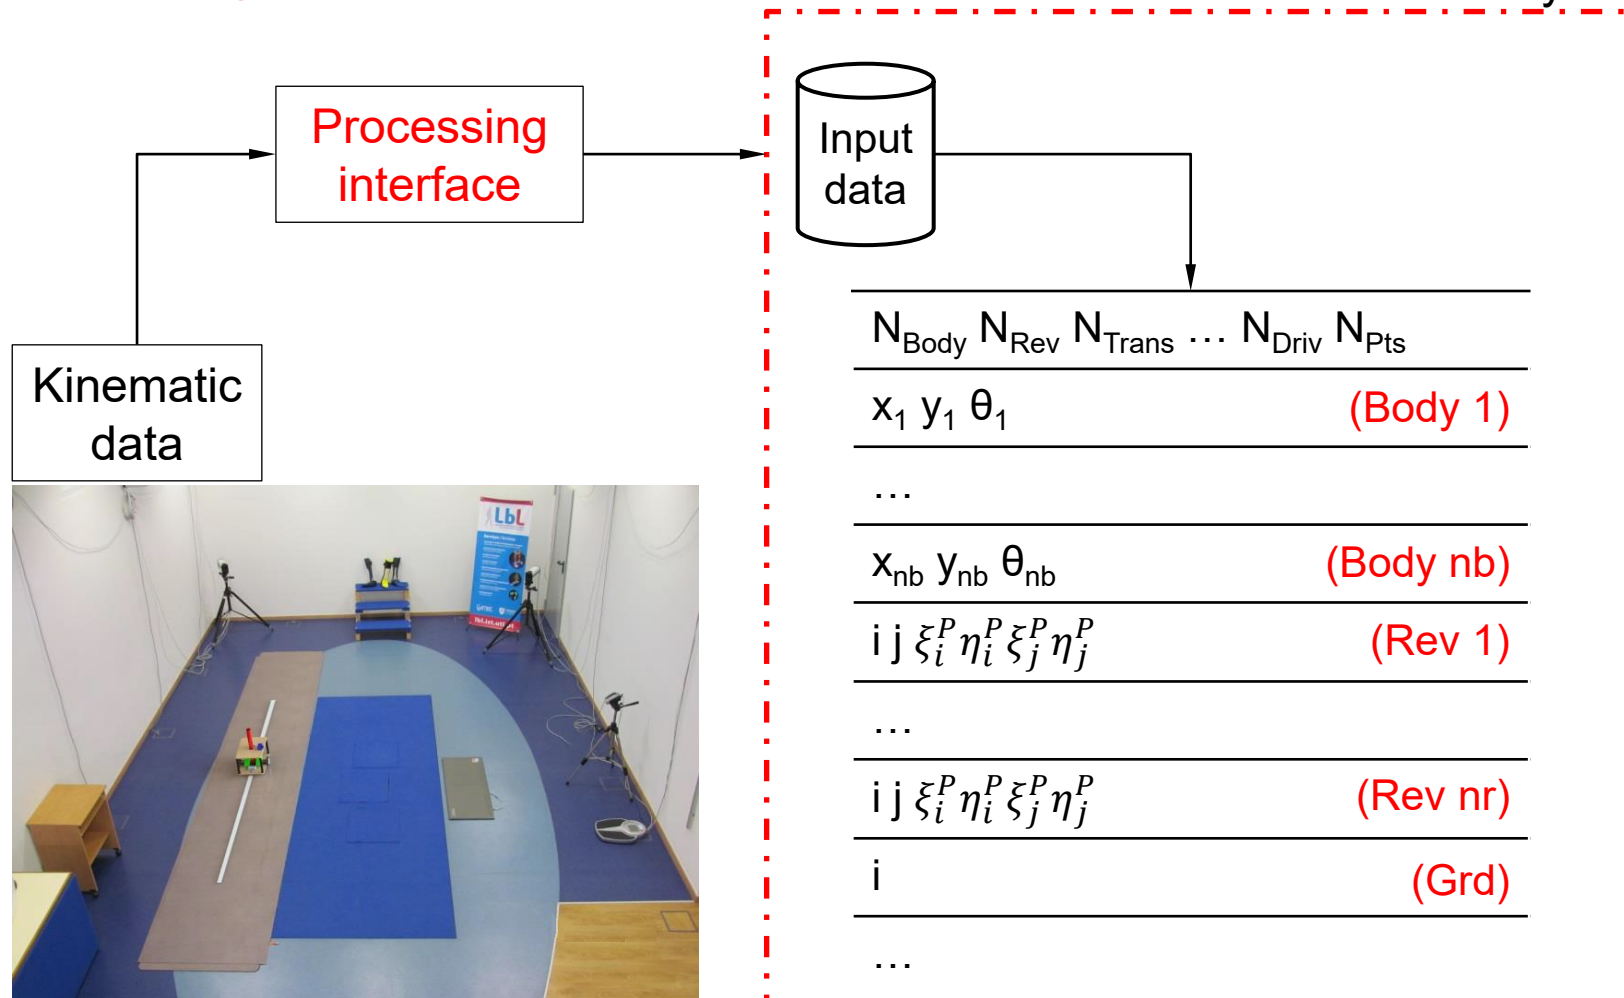 Processing
interface
Input
data
Kinematic
data
N_Body N_Rev N_Trans … N_Driv N_Pts
x_1 y_1 θ_1 (Body 1)
…
x_nb y_nb θ_nb (Body nb)
i j ξ_i^P η_i^P ξ_j^P η_j^P (Rev 1)
…
i j ξ_i^P η_i^P ξ_j^P η_j^P (Rev nr)
i (Grd)
…
LbL